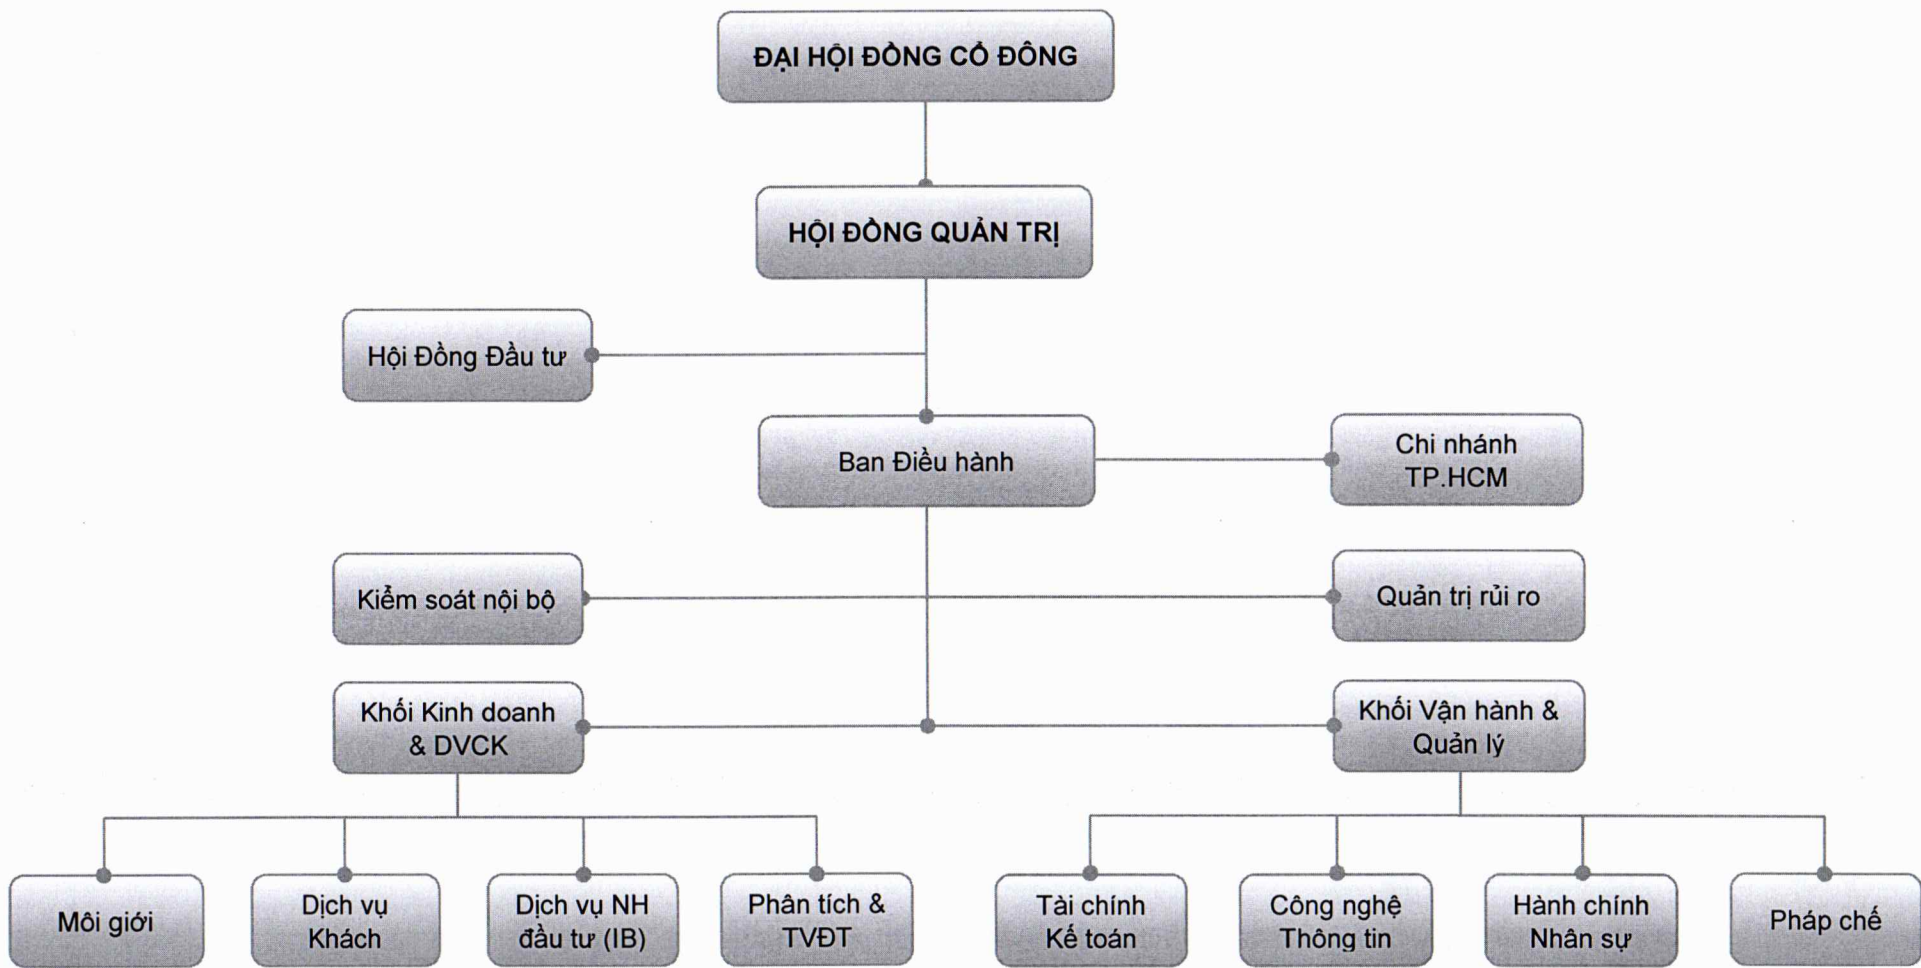 ĐẠI HỘI ĐỒNG CỔ ĐÔNG
HỘI ĐỒNG QUẢN TRỊ
Hội Đồng Đầu tư
Ban Điều hành
Chi nhánh
TP.HCM
Kiểm soát nội bộ
Quản trị rủi ro
Khối Kinh doanh
& DVCK
Khối Vận hành &
Quản lý
Môi giới
Dịch vụ
Khách
Dịch vụ NH
đầu tư (IB)
Phân tích &
TVĐT
Tài chính
Kế toán
Công nghệ
Thông tin
Hành chính
Nhân sự
Pháp chế